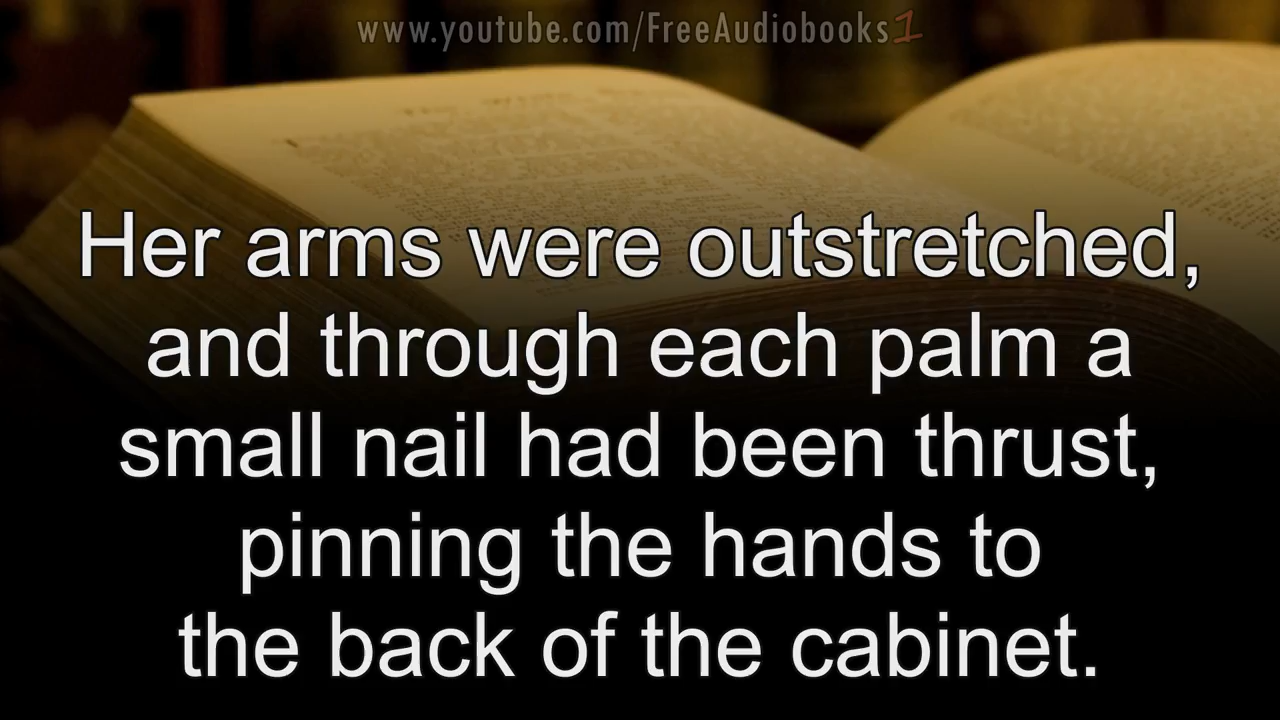 www.youtube.com/FreeAudiobooks1
Her arms were outstretched,
and through each palm a
small nail had been thrust,
pinning the hands to
the back of the cabinet.